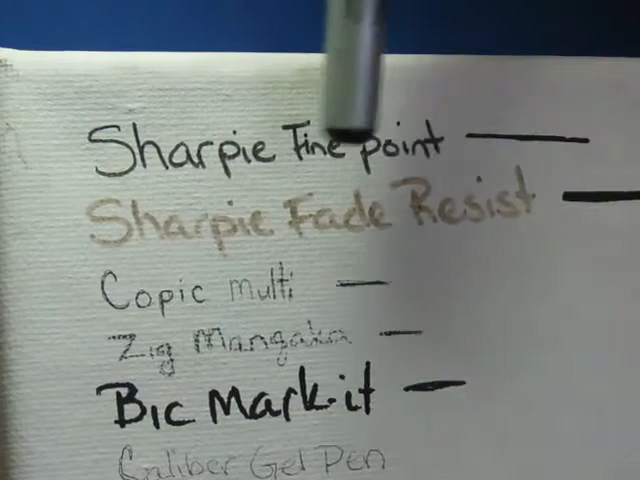 Sharpie Fine point
Sharpie Fade Resist
Copic Multi
Zig Mangaka
Bic Mark-it
Caliber Gel Pen